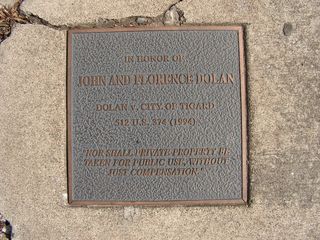 IN HONOR OF
JOHN AND FLORENCE DOLAN
DOLAN V. CITY OF TIGARD
512 U.S. 374 (1994)
"NOR SHALL PRIVATE PROPERTY BE
TAKEN FOR PUBLIC USE, WITHOUT
JUST COMPENSATION."